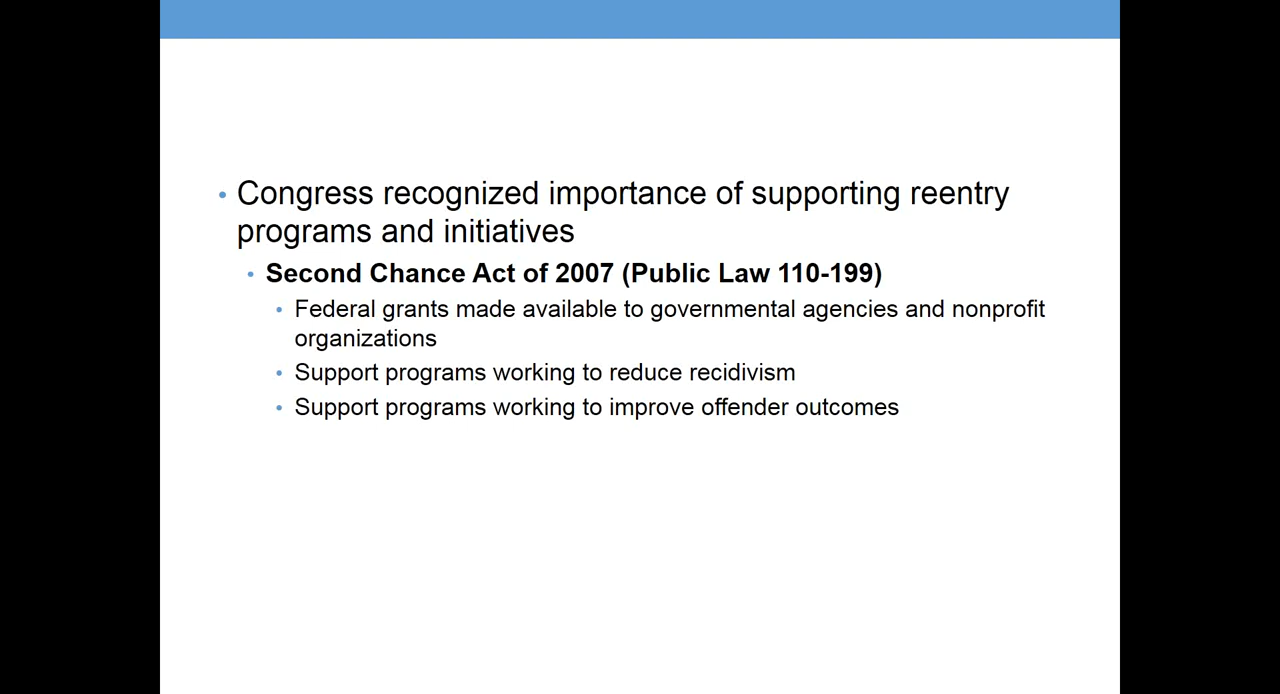 • Congress recognized importance of supporting reentry
programs and initiatives
• Second Chance Act of 2007 (Public Law 110-199)
• Federal grants made available to governmental agencies and nonprofit
organizations
• Support programs working to reduce recidivism
• Support programs working to improve offender outcomes